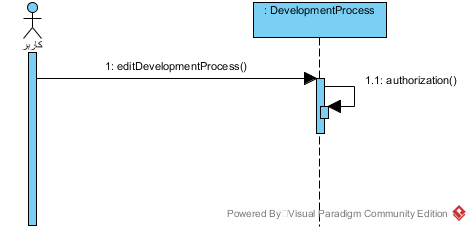 : DevelopmentProcess
کاربر
1: editDevelopmentProcess()
1.1: authorization()
Powered By Visual Paradigm Community Edition